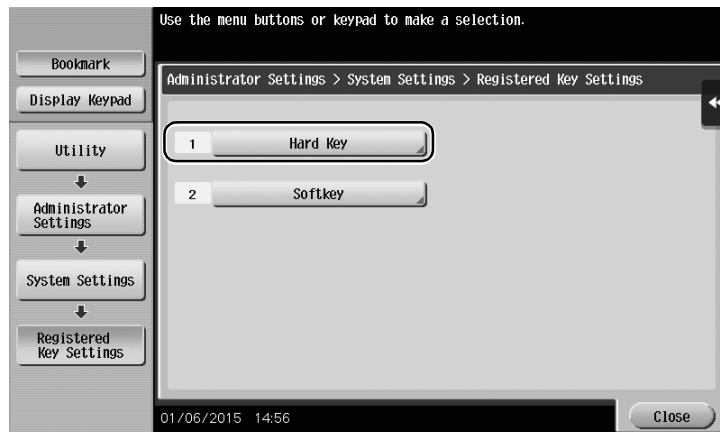 Use the menu buttons or keypad to make a selection.
Bookmark
Display Keypad
Utility
Administrator
Settings
System Settings
Registered
Key Settings
Administrator Settings > System Settings > Registered Key Settings
1 Hard Key
2 Softkey
01/06/2015 14:56
Close